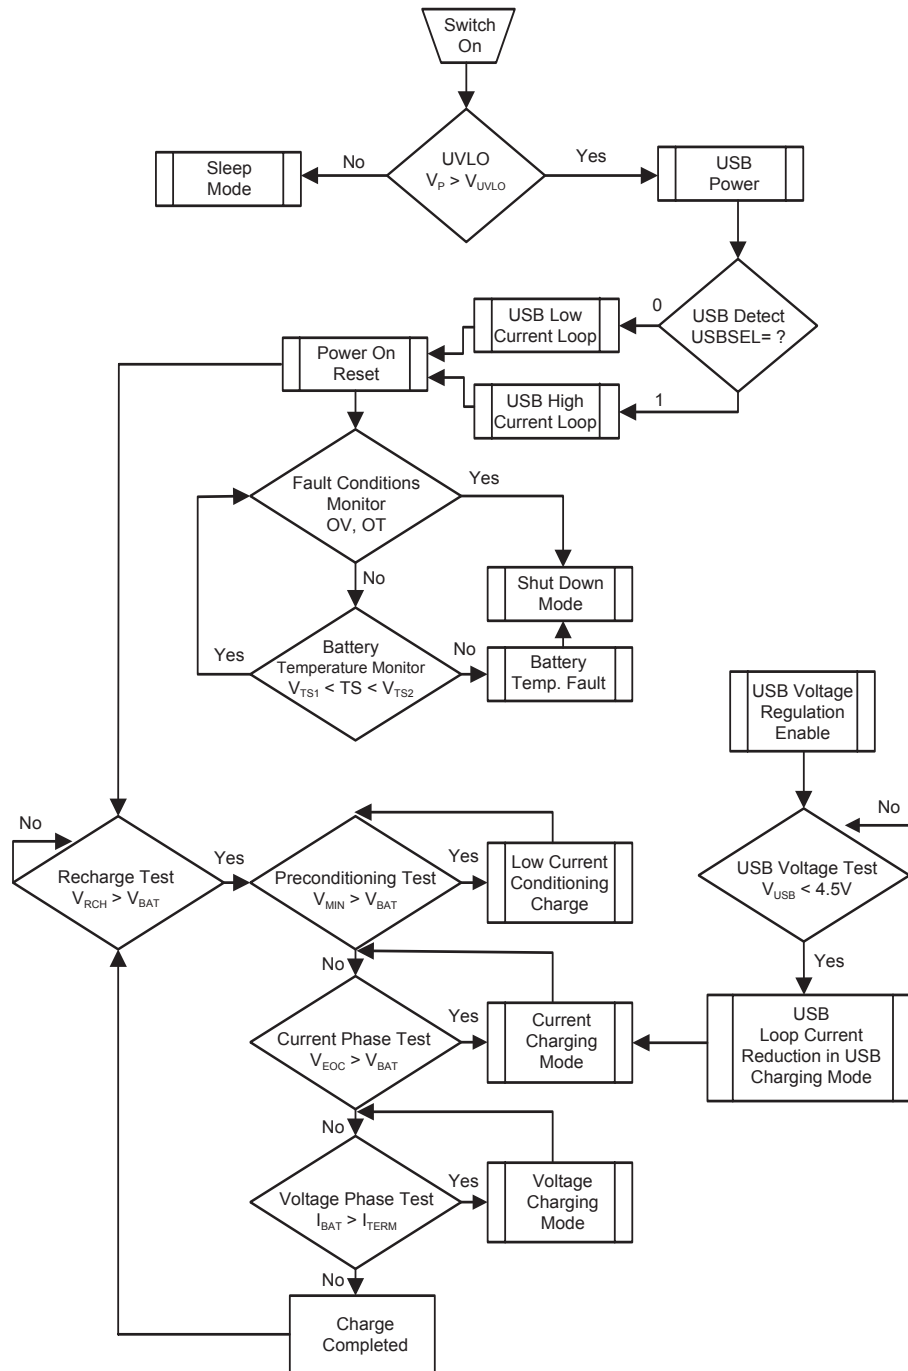 Switch
On
No
UVLO
V_P > V_UVLO
Yes
Sleep
Mode
USB
Power
USB Detect
USBSEL= ?
0
USB Low
Current Loop
Power On
Reset
1
USB High
Current Loop
Fault Conditions
Monitor
OV, OT
Yes
No
Shut Down
Mode
Yes
Battery
Temperature Monitor
V_TS1 < TS < V_TS2
No
Battery
Temp. Fault
USB Voltage
Regulation
Enable
No
Recharge Test
V_RCH > V_BAT
Yes
Preconditioning Test
V_MIN > V_BAT
Yes
Low Current
Conditioning
Charge
No
USB Voltage Test
V_USB < 4.5V
Yes
No
Current Phase Test
V_EOC > V_BAT
Yes
Current
Charging
Mode
USB
Loop Current
Reduction in USB
Charging Mode
No
Voltage Phase Test
I_BAT > I_TERM
Yes
Voltage
Charging
Mode
No
Charge
Completed